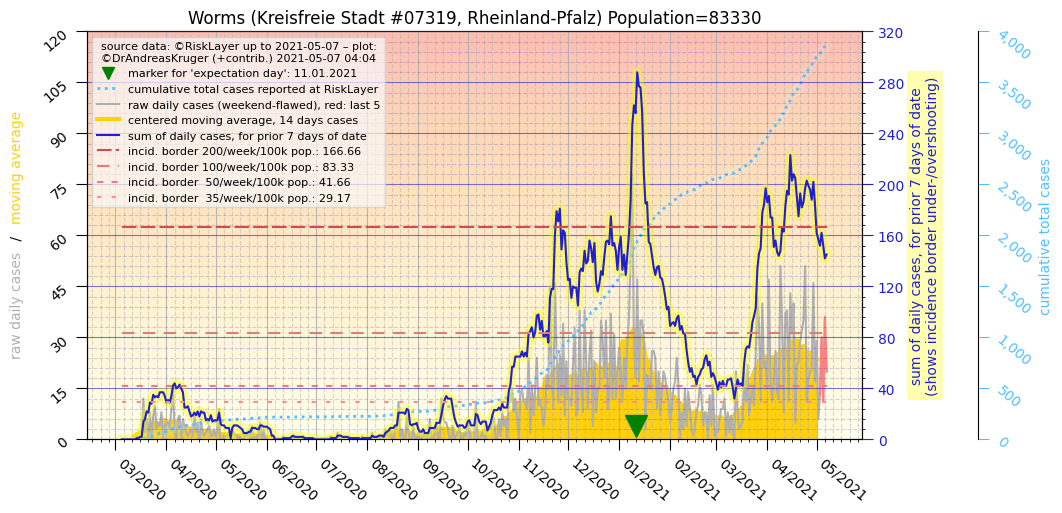 Worms (Kreisfreie Stadt #07319, Rheinland-Pfalz) Population=83330
source data: ©RiskLayer up to 2021-05-07 – plot:
©DrAndreasKruger (+contrib.) 2021-05-07 04:04
marker for 'expectation day': 11.01.2021
cumulative total cases reported at RiskLayer
raw daily cases (weekend-flawed), red: last 5
centered moving average, 14 days cases
sum of daily cases, for prior 7 days of date
incid. border 200/week/100k pop.: 166.66
incid. border 100/week/100k pop.: 83.33
incid. border  50/week/100k pop.: 41.66
incid. border  35/week/100k pop.: 29.17
raw daily cases / moving average
120
105
90
75
60
45
30
15
0
320
280
240
200
160
120
80
40
0
sum of daily cases, for prior 7 days of date
(shows incidence border under-/overshooting)
4,000
3,500
3,000
2,500
2,000
1,500
1,000
500
0
cumulative total cases
03/2020
04/2020
05/2020
06/2020
07/2020
08/2020
09/2020
10/2020
11/2020
12/2020
01/2021
02/2021
03/2021
04/2021
05/2021